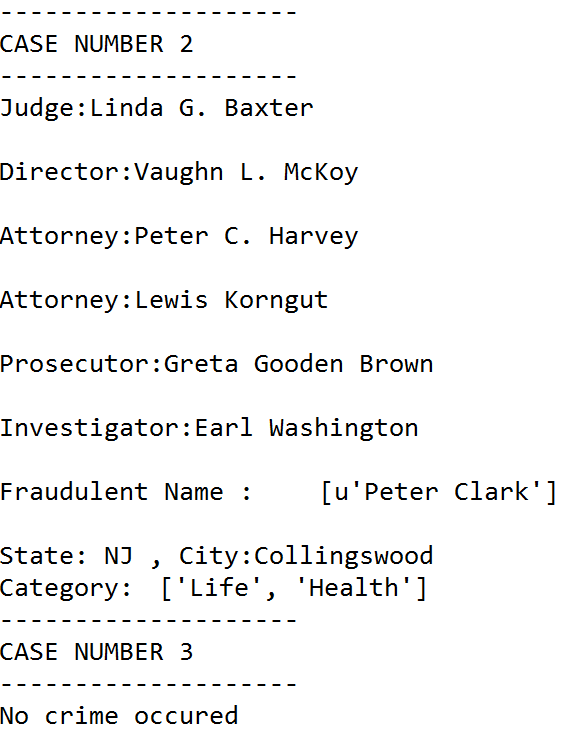 --------------------
CASE NUMBER 2
--------------------
Judge:Linda G. Baxter
Director:Vaughn L. McKoy
Attorney:Peter C. Harvey
Attorney:Lewis Korngut
Prosecutor:Greta Gooden Brown
Investigator:Earl Washington
Fraudulent Name :    [u'Peter Clark']
State: NJ , City:Collingswood
Category:  ['Life', 'Health']
--------------------
CASE NUMBER 3
--------------------
No crime occured